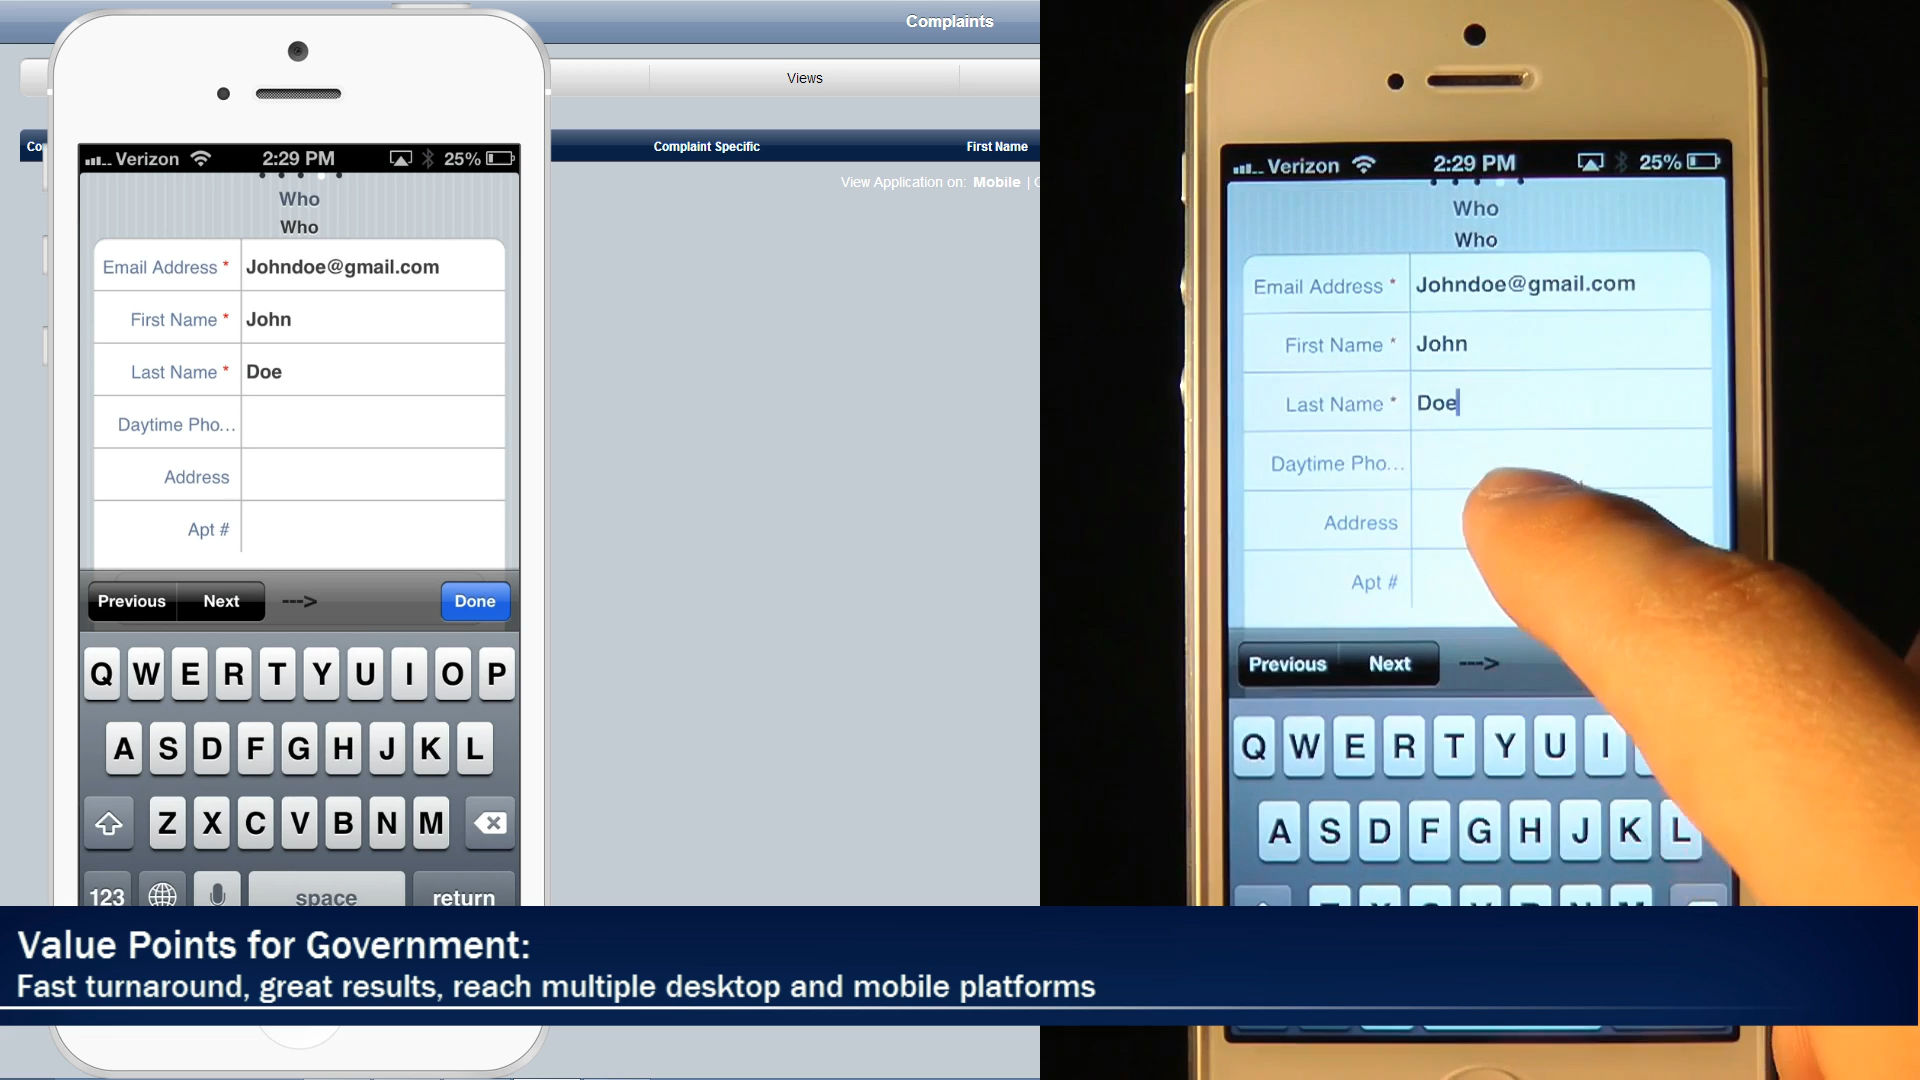 Complaints
Views
Co
Complaint Specific
First Name
View Application on: Mobile |
Verizon 2:29 PM 25%
Who
Who
Email Address * Johndoe@gmail.com
First Name * John
Last Name * Doe
Daytime Pho...
Address
Apt #
Previous Next ---> Done
Q W E R T Y U I O P
A S D F G H J K L
Z X C V B N M
123 space return
Verizon 2:29 PM 25%
Who
Who
Email Address * Johndoe@gmail.com
First Name * John
Last Name * Doe
Daytime Pho...
Address
Apt #
Previous Next --->
Q W E R T Y U I
A S D F G H J K L
Value Points for Government:
Fast turnaround, great results, reach multiple desktop and mobile platforms